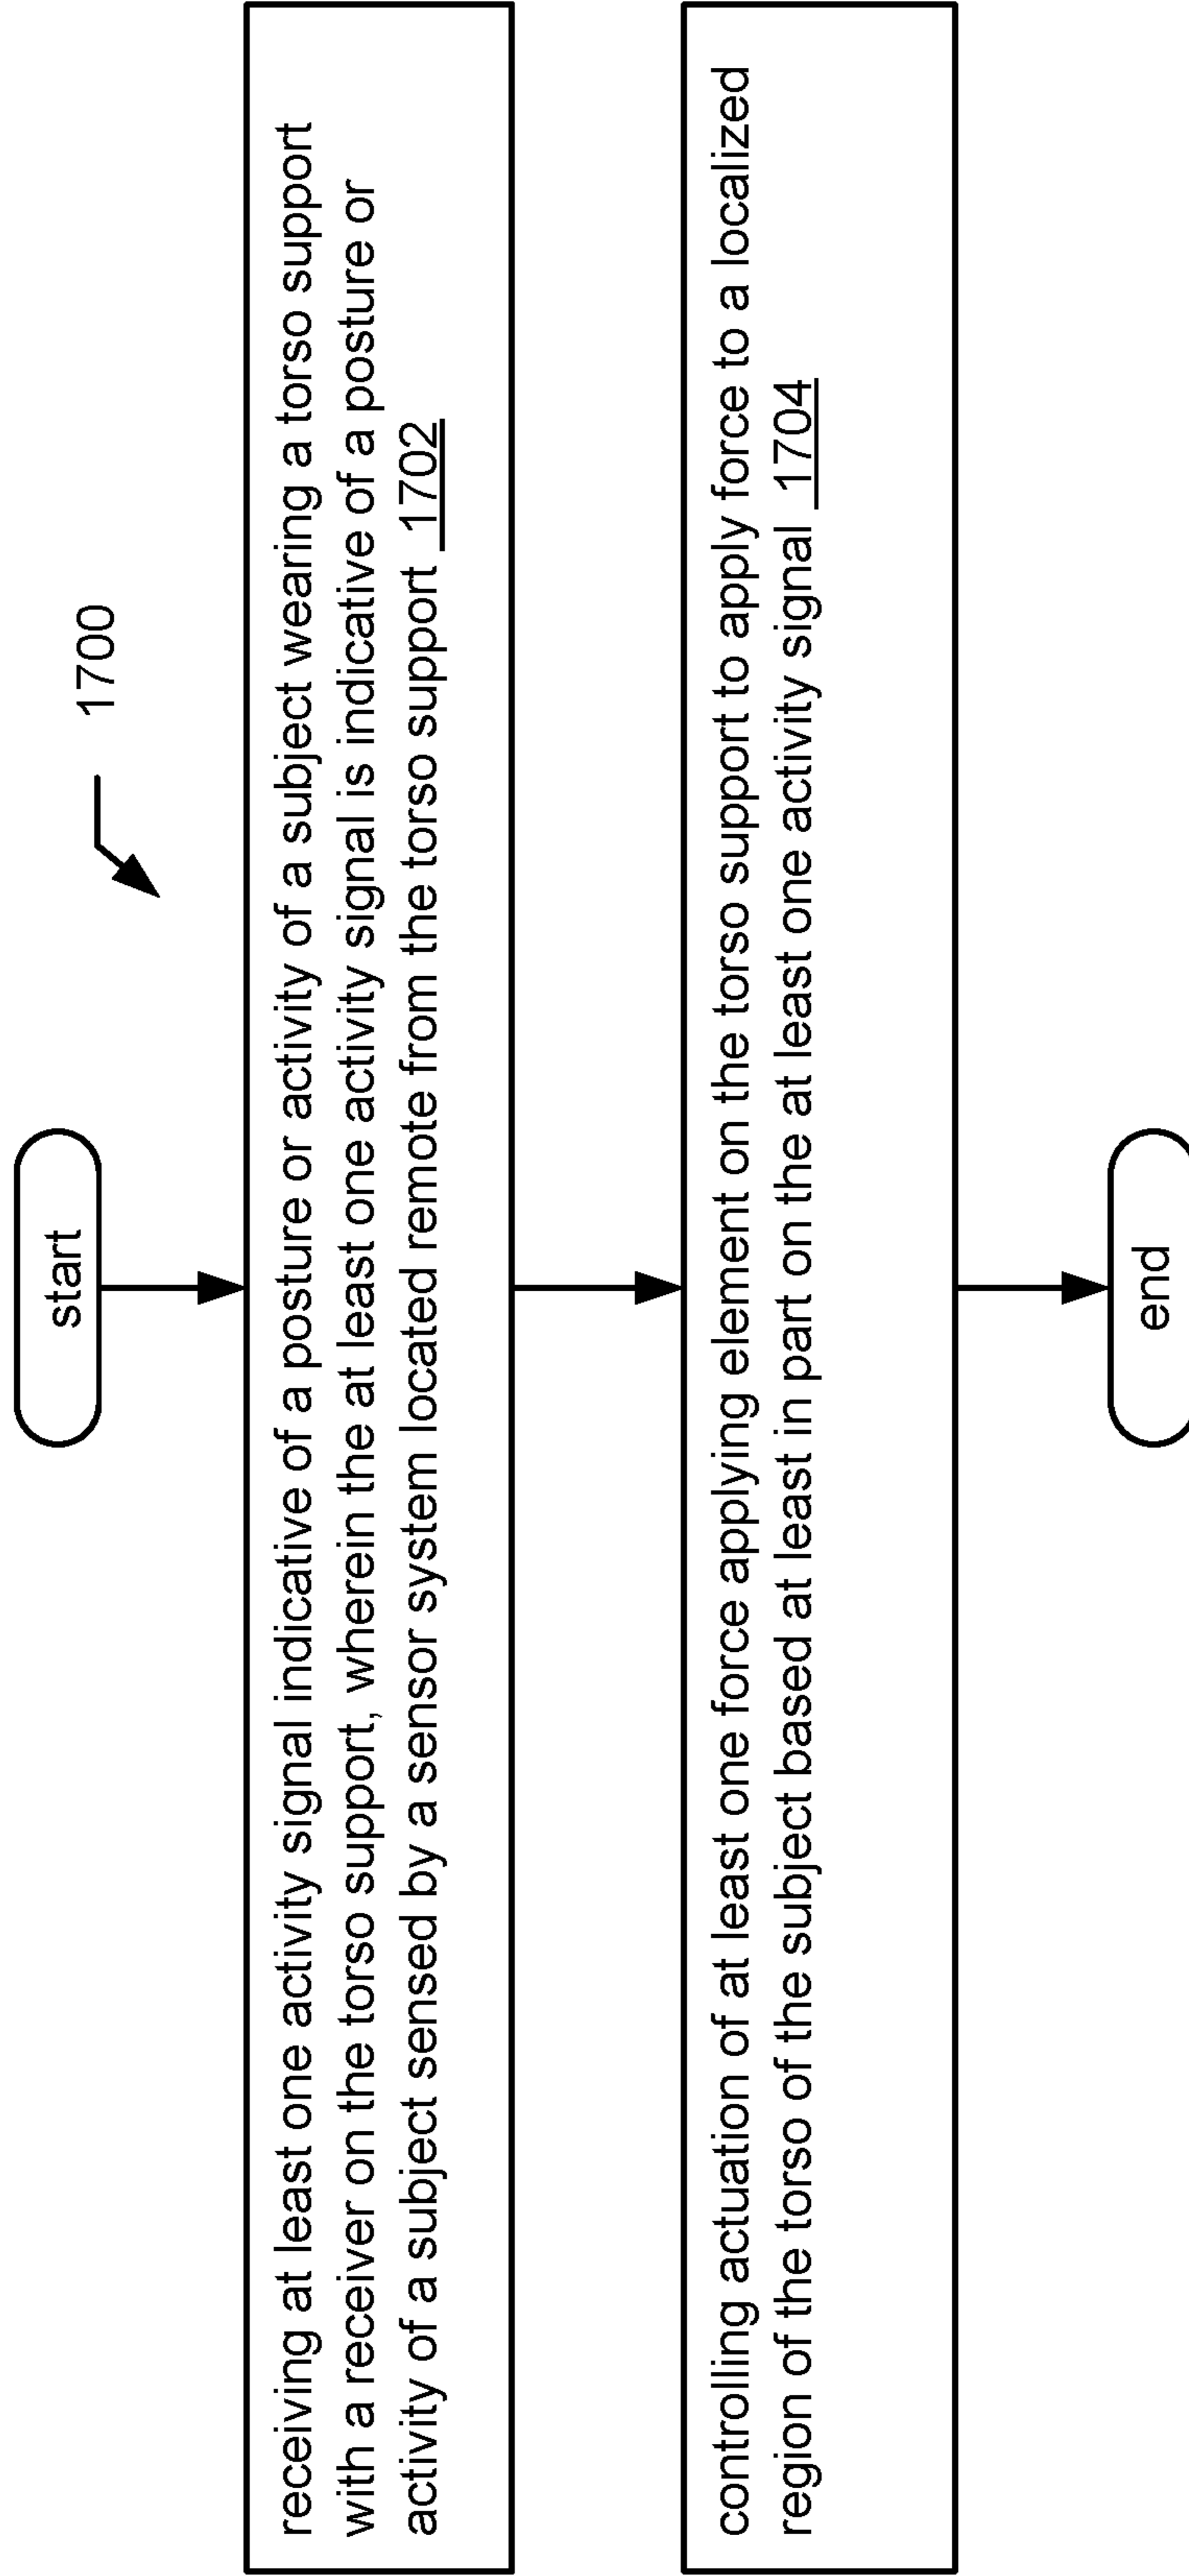 1700
start
receiving at least one activity signal indicative of a posture or activity of a subject wearing a torso support
with a receiver on the torso support, wherein the at least one activity signal is indicative of a posture or
activity of a subject sensed by a sensor system located remote from the torso support 1702
controlling actuation of at least one force applying element on the torso support to apply force to a localized
region of the torso of the subject based at least in part on the at least one activity signal 1704
end